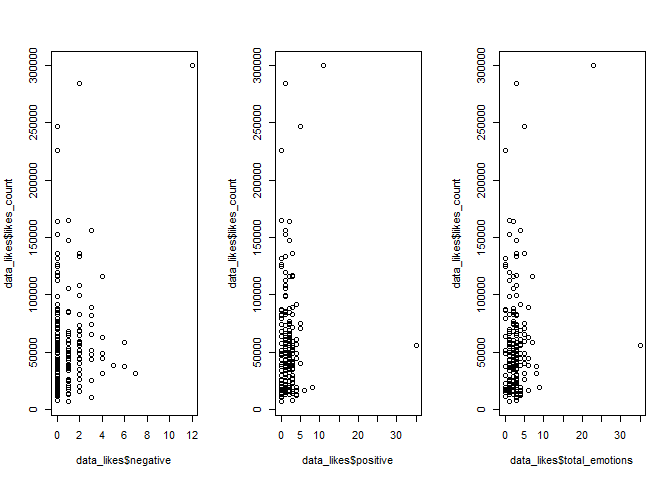 data_likes$likes_count
0 50000 100000 150000 200000 250000 300000
0 2 4 6 8 10 12
data_likes$negative
data_likes$likes_count
0 50000 100000 150000 200000 250000 300000
0 5 10 20 30
data_likes$positive
data_likes$likes_count
0 50000 100000 150000 200000 250000 300000
0 5 10 20 30
data_likes$total_emotions